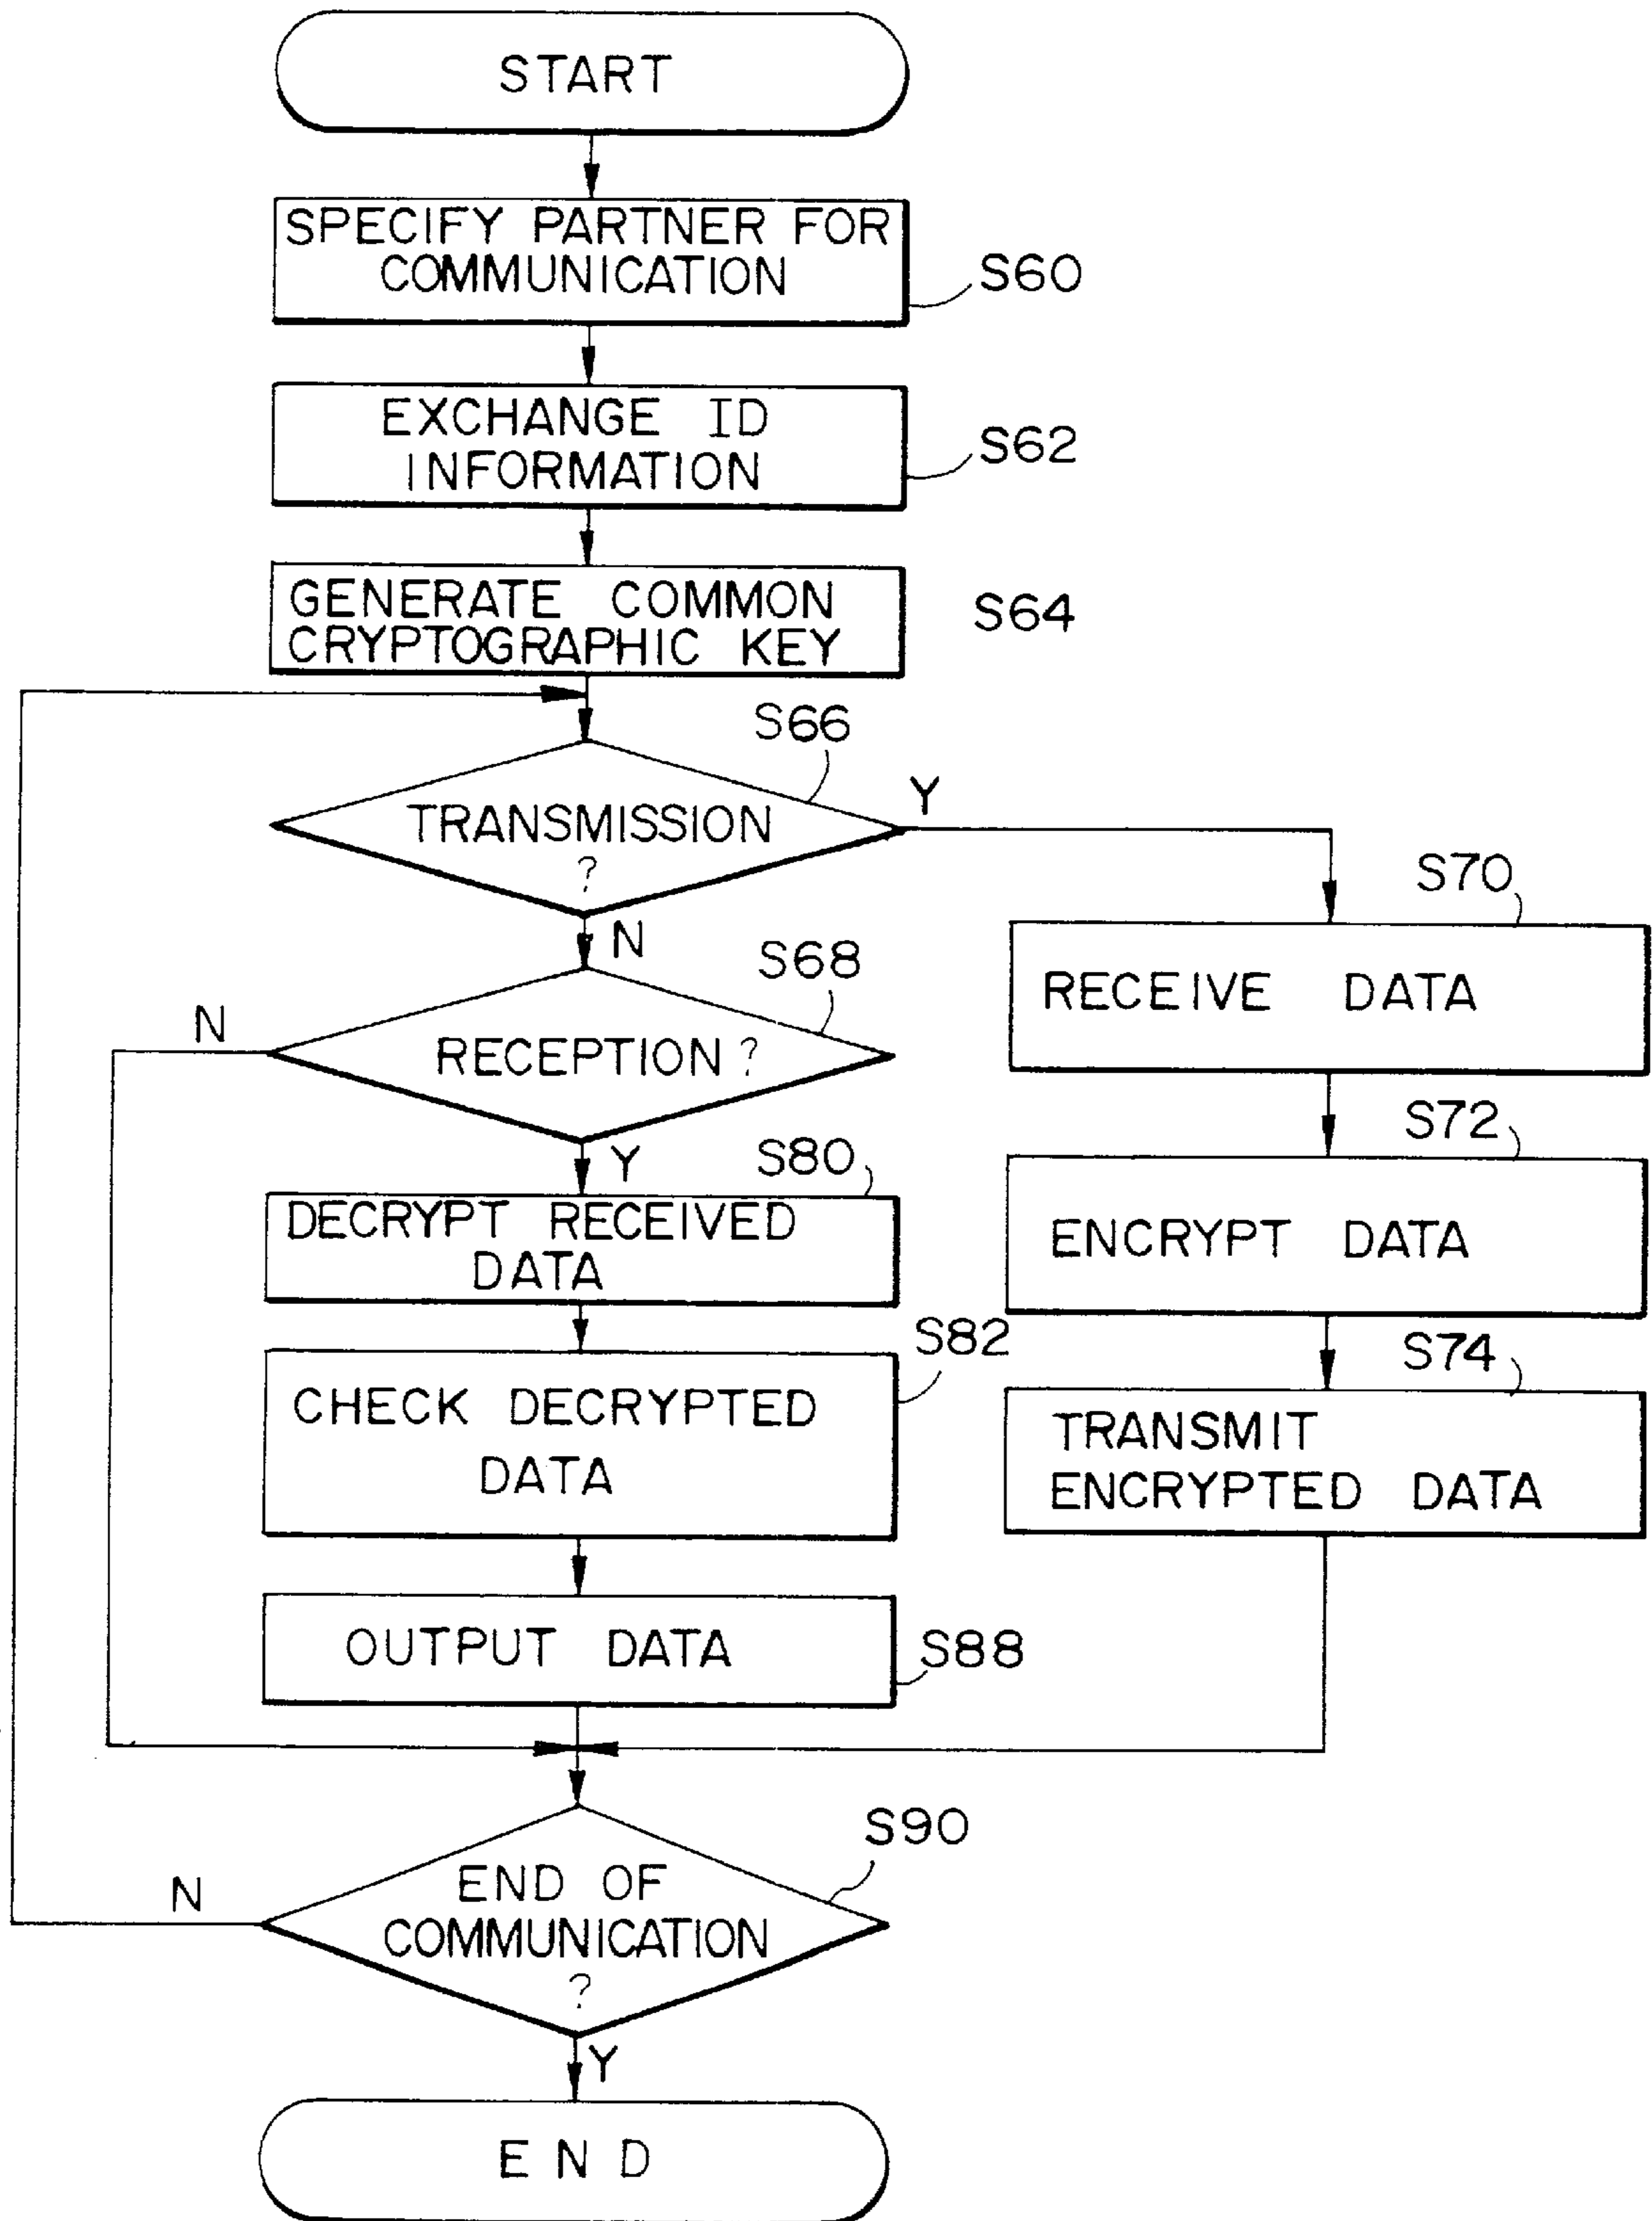 START
SPECIFY PARTNER FOR
COMMUNICATION
S60
EXCHANGE ID
INFORMATION
S62
GENERATE COMMON
CRYPTOGRAPHIC KEY
S64
S66
TRANSMISSION
?
Y
N
S68
RECEPTION ?
N
Y
S70
RECEIVE DATA
S72
ENCRYPT DATA
S74
TRANSMIT
ENCRYPTED DATA
S80
DECRYPT RECEIVED
DATA
S82
CHECK DECRYPTED
DATA
OUTPUT DATA
S88
S90
END OF
COMMUNICATION
?
N
Y
END